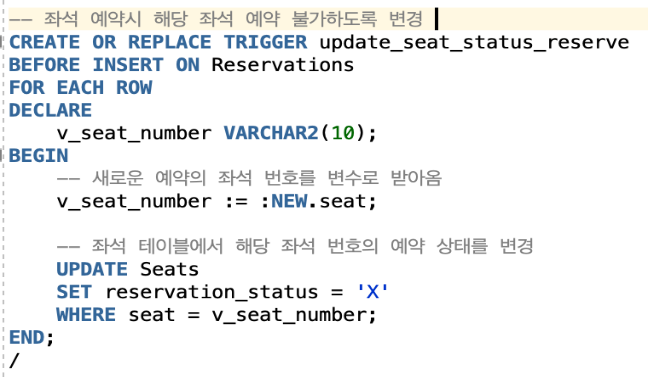 -- 좌석 예약시 해당 좌석 예약 불가하도록 변경
CREATE OR REPLACE TRIGGER update_seat_status_reserve
BEFORE INSERT ON Reservations
FOR EACH ROW
DECLARE
    v_seat_number VARCHAR2(10);
BEGIN
    -- 새로운 예약의 좌석 번호를 변수로 받아옴
    v_seat_number := :NEW.seat;

    -- 좌석 테이블에서 해당 좌석 번호의 예약 상태를 변경
    UPDATE Seats
    SET reservation_status = 'X'
    WHERE seat = v_seat_number;
END;
/